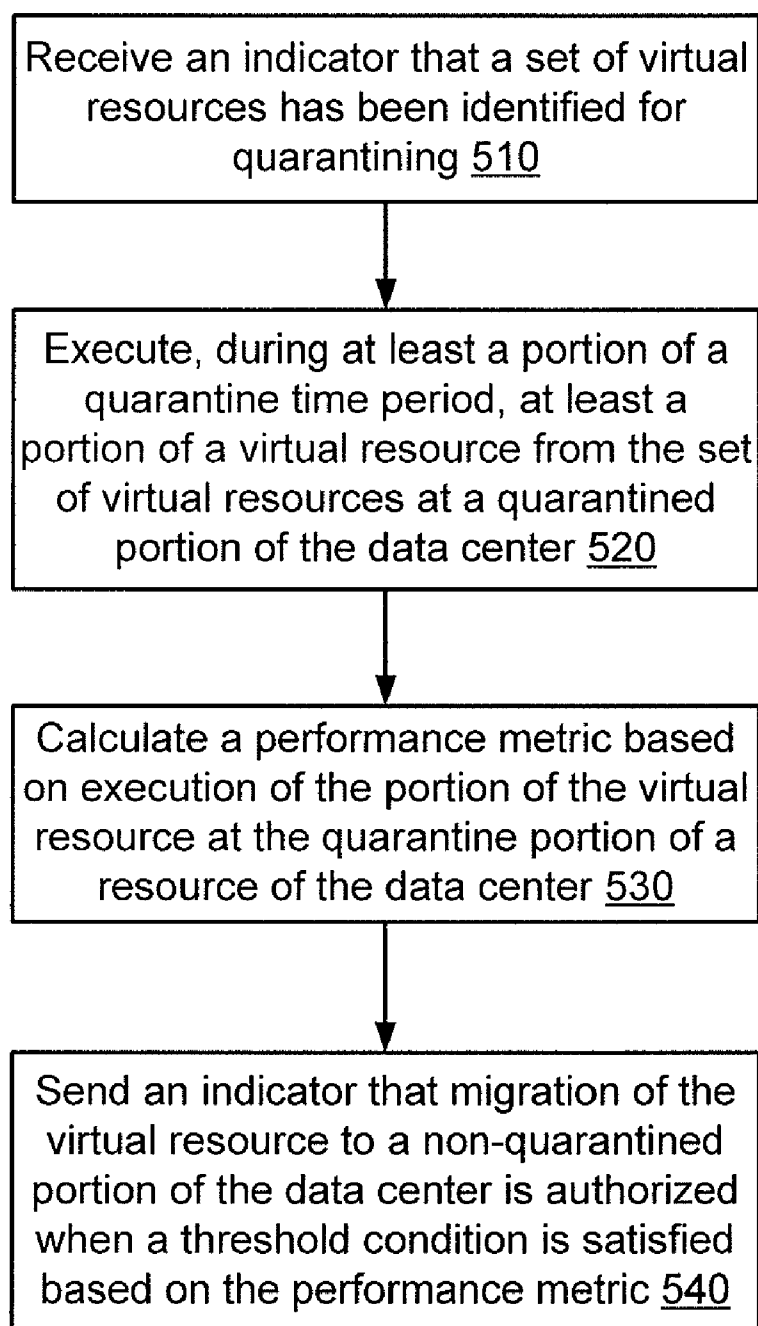 Receive an indicator that a set of virtual
resources has been identified for
quarantining 510
Execute, during at least a portion of a
quarantine time period, at least a
portion of a virtual resource from the set
of virtual resources at a quarantined
portion of the data center 520
Calculate a performance metric based
on execution of the portion of the virtual
resource at the quarantine portion of a
resource of the data center 530
Send an indicator that migration of the
virtual resource to a non-quarantined
portion of the data center is authorized
when a threshold condition is satisfied
based on the performance metric 540